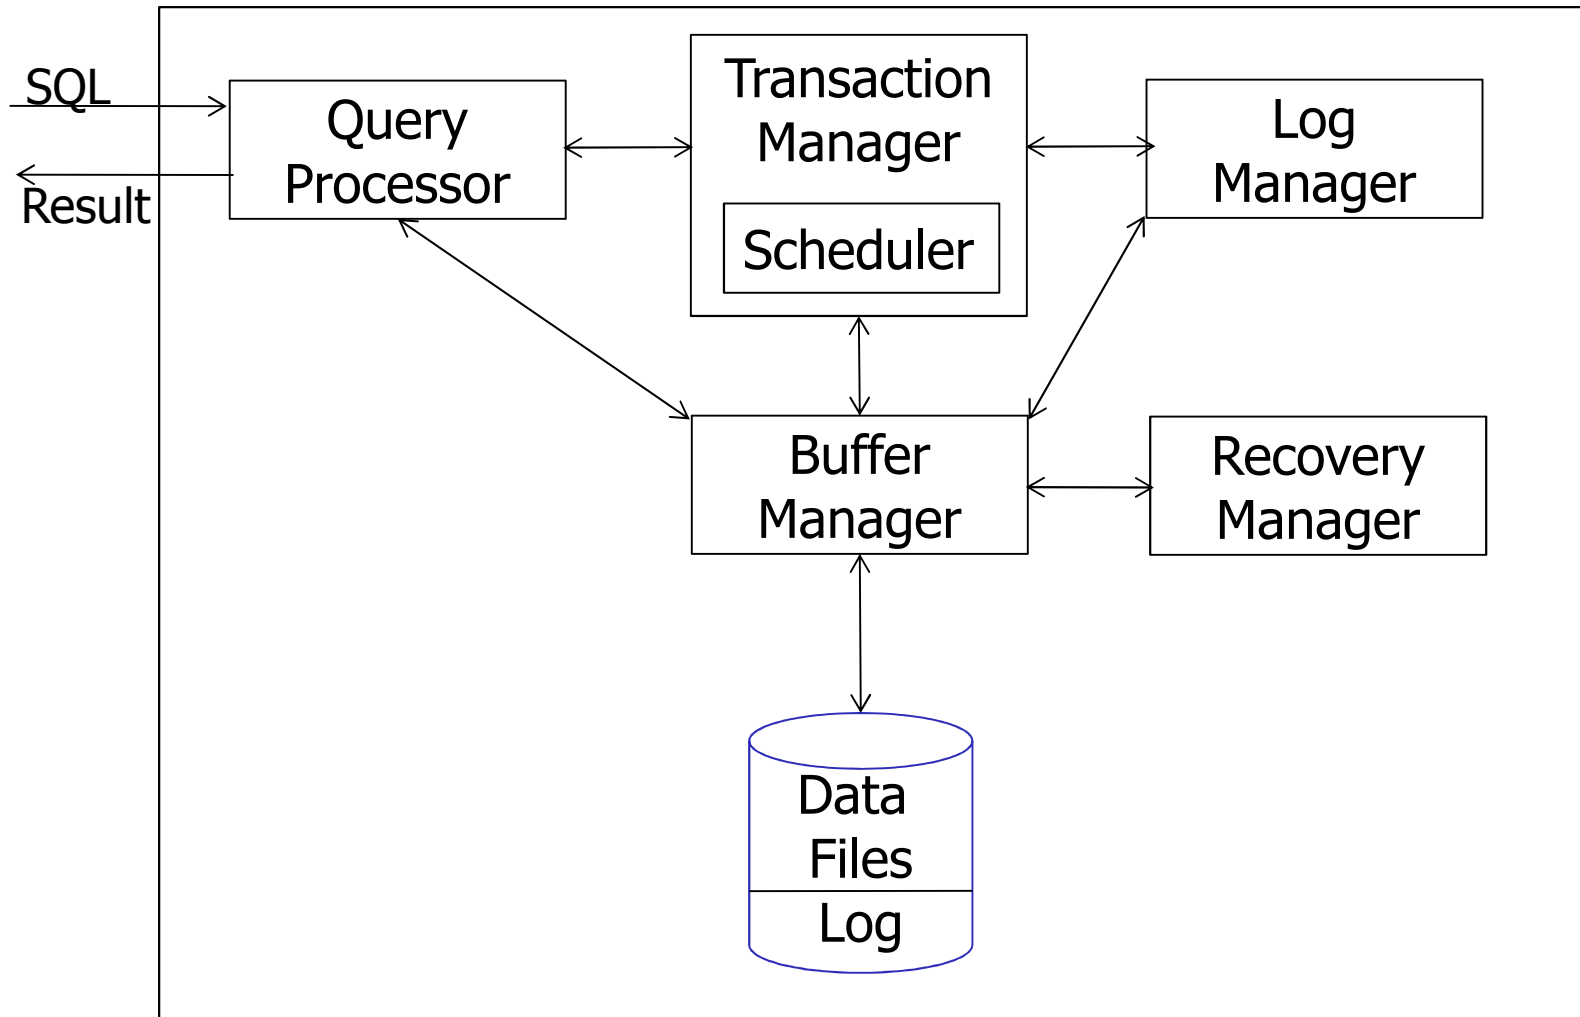 SQL
Result
Query
Processor
Transaction
Manager
Scheduler
Log
Manager
Buffer
Manager
Recovery
Manager
Data
Files
Log